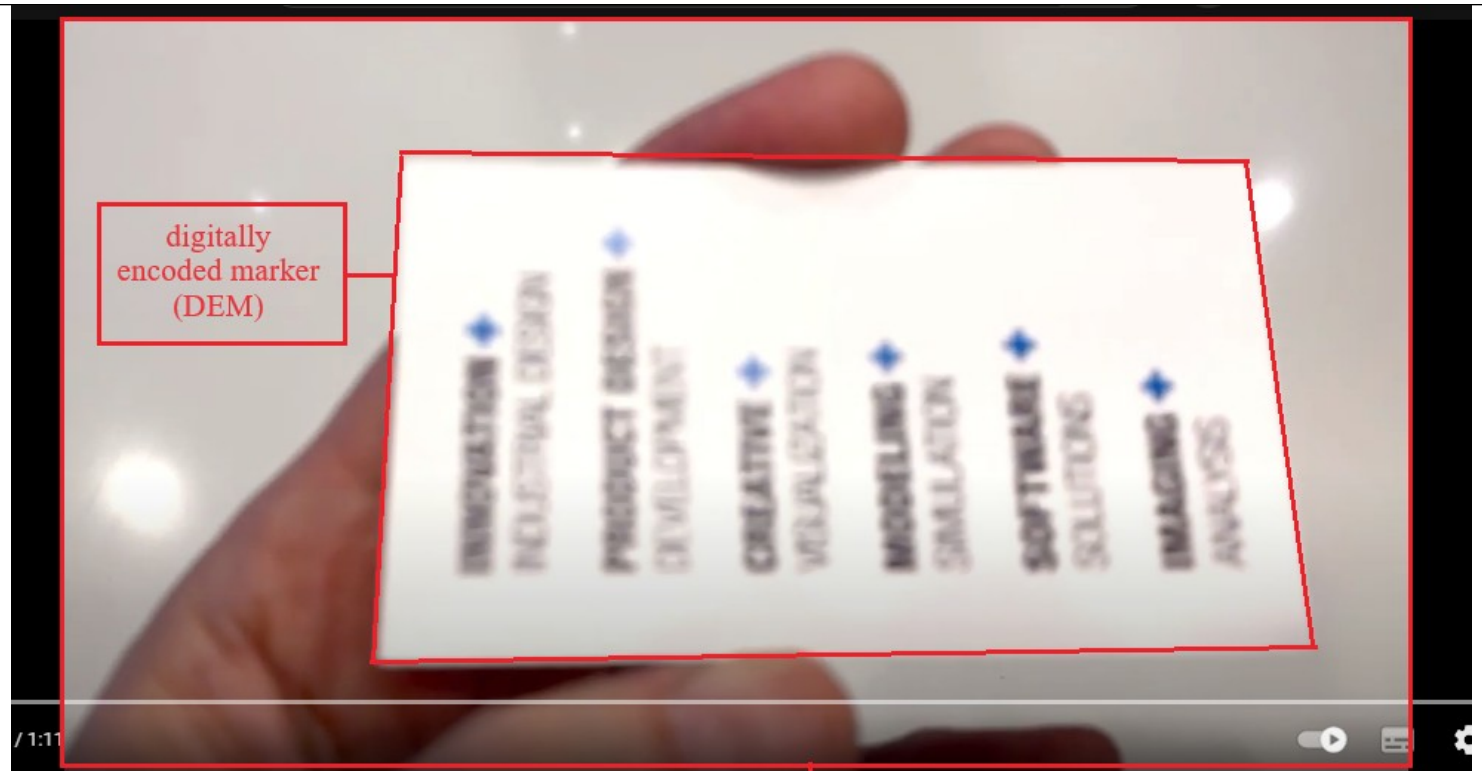 digitally
encoded marker
(DEM)
INNOVATION
INDUSTRIAL DESIGN
PRODUCT DESIGN
DEVELOPMENT
CREATIVE
VISUALIZATION
MODELING
SIMULATION
SOFTWARE
SOLUTIONS
IMAGING
ANALYSIS
/ 1:11